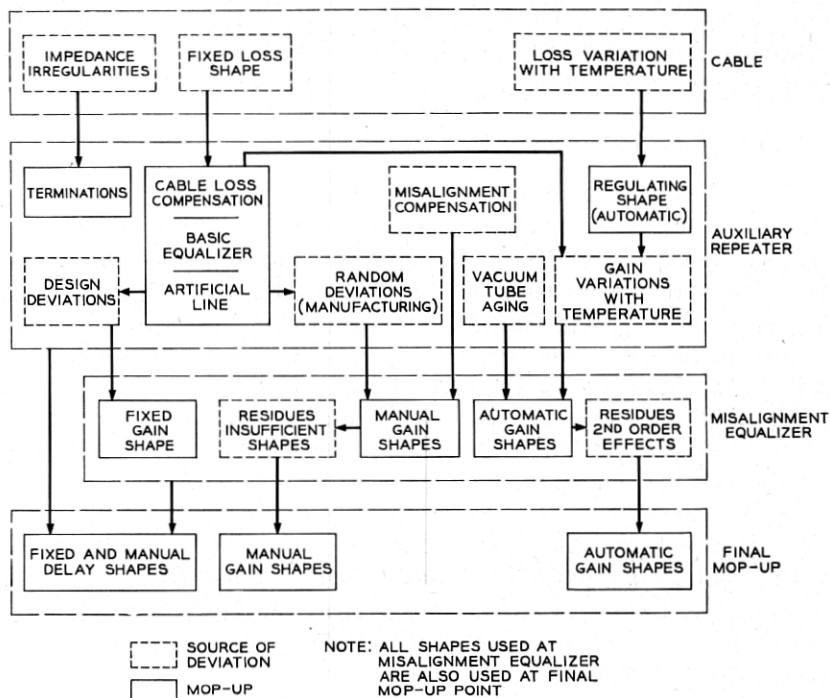 IMPEDANCE
IRREGULARITIES
FIXED LOSS
SHAPE
LOSS VARIATION
WITH TEMPERATURE
CABLE
TERMINATIONS
CABLE LOSS
COMPENSATION
BASIC
EQUALIZER
ARTIFICIAL
LINE
MISALIGNMENT
COMPENSATION
REGULATING
SHAPE
(AUTOMATIC)
AUXILIARY
REPEATER
DESIGN
DEVIATIONS
RANDOM
DEVIATIONS
(MANUFACTURING)
VACUUM
TUBE
AGING
GAIN
VARIATIONS
WITH
TEMPERATURE
FIXED
GAIN
SHAPE
RESIDUES
INSUFFICIENT
SHAPES
MANUAL
GAIN
SHAPES
AUTOMATIC
GAIN
SHAPES
RESIDUES
2ND ORDER
EFFECTS
MISALIGNMENT
EQUALIZER
FIXED AND MANUAL
DELAY SHAPES
MANUAL
GAIN SHAPES
AUTOMATIC
GAIN SHAPES
FINAL
MOP-UP
SOURCE OF
DEVIATION
MOP-UP
NOTE: ALL SHAPES USED AT
MISALIGNMENT EQUALIZER
ARE ALSO USED AT FINAL
MOP-UP POINT